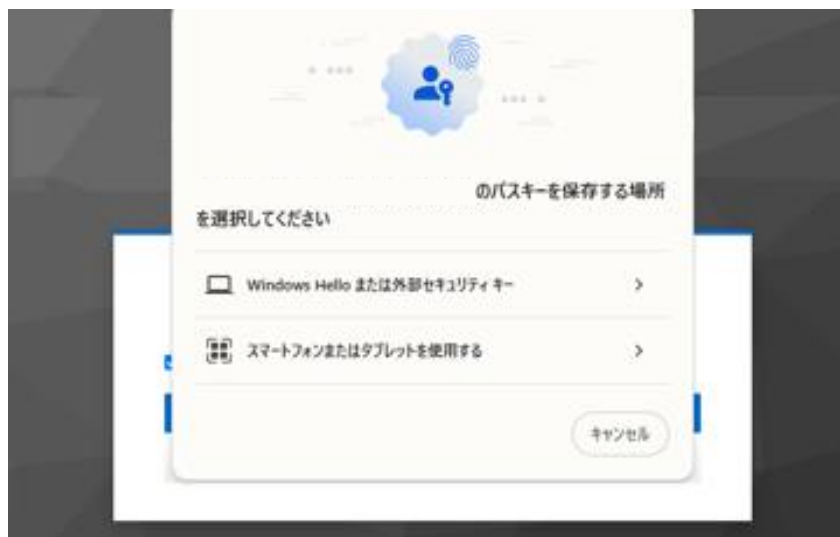 のパスキーを保存する場所
を選択してください
Windows Hello または外部セキュリティ キー
スマートフォンまたはタブレットを使用する
キャンセル